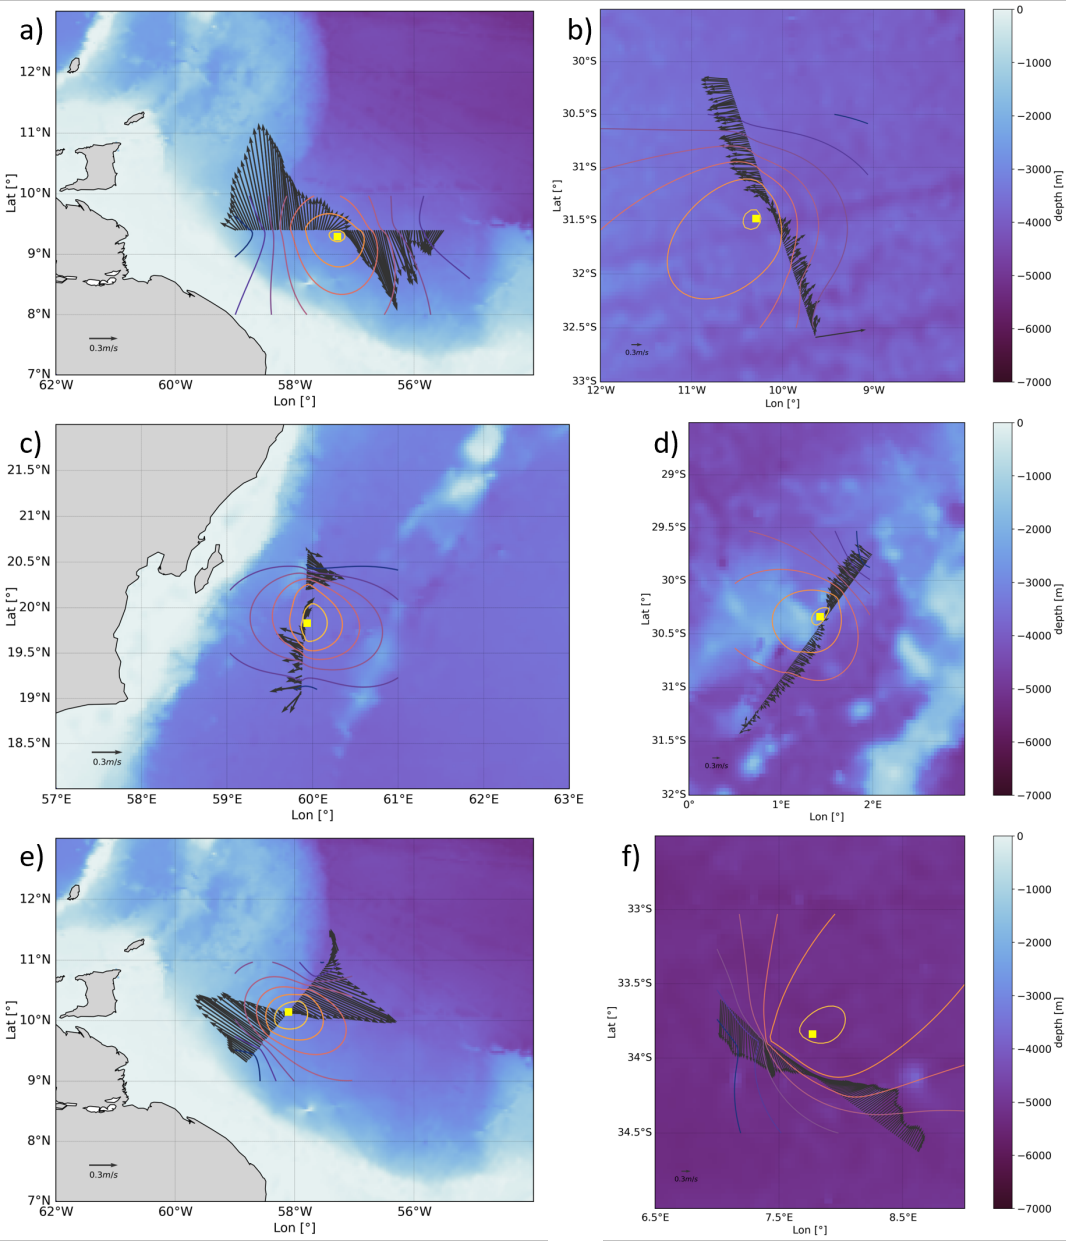 a)
12°N
11°N
10°N
9°N
8°N
7°N
Lat [°]
0.3m/s
62°W
60°W
58°W
56°W
Lon [°]
b)
30°S
30.5°S
31°S
31.5°S
32°S
32.5°S
33°S
Lat [°]
0.3m/s
12°W
11°W
10°W
9°W
Lon [°]
0
−1000
−2000
−3000
−4000
−5000
−6000
−7000
depth [m]
c)
21.5°N
21°N
20.5°N
20°N
19.5°N
19°N
18.5°N
Lat [°]
0.3m/s
57°E
58°E
59°E
60°E
61°E
62°E
63°E
Lon [°]
d)
29°S
29.5°S
30°S
30.5°S
31°S
31.5°S
32°S
Lat [°]
0.3m/s
0°
1°E
2°E
Lon [°]
0
−1000
−2000
−3000
−4000
−5000
−6000
−7000
depth [m]
e)
12°N
11°N
10°N
9°N
8°N
7°N
Lat [°]
0.3m/s
62°W
60°W
58°W
56°W
Lon [°]
f)
33°S
33.5°S
34°S
34.5°S
Lat [°]
0.3m/s
6.5°E
7.5°E
8.5°E
Lon [°]
0
−1000
−2000
−3000
−4000
−5000
−6000
−7000
depth [m]